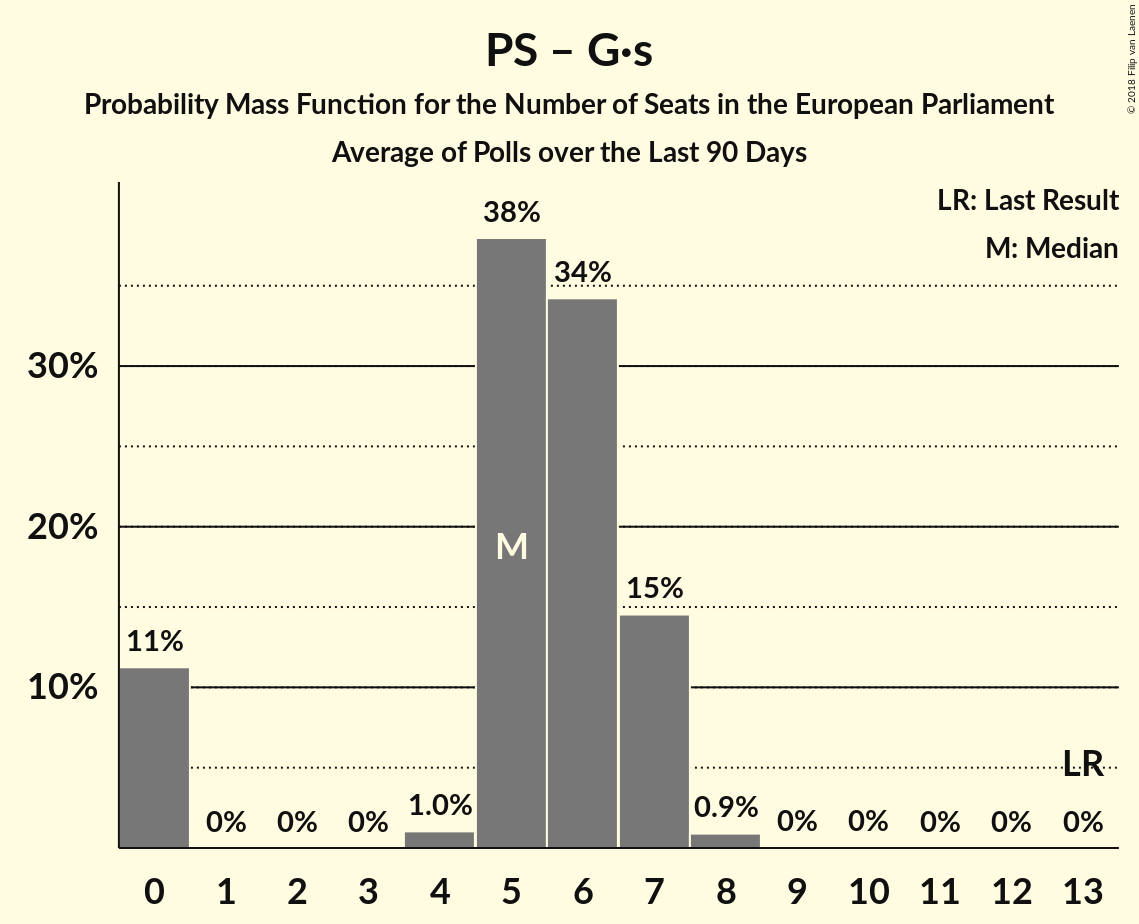 PS – G·s
Probability Mass Function for the Number of Seats in the European Parliament
Average of Polls over the Last 90 Days
© 2018 Filip van Laenen
LR: Last Result
M: Median
38%
34%
30%
M
20%
15%
11%
10%
LR
1.0%
0.9%
0% 0% 0% 0% 0% 0% 0% 0%
0 1 2 3 4 5 6 7 8 9 10 11 12 13